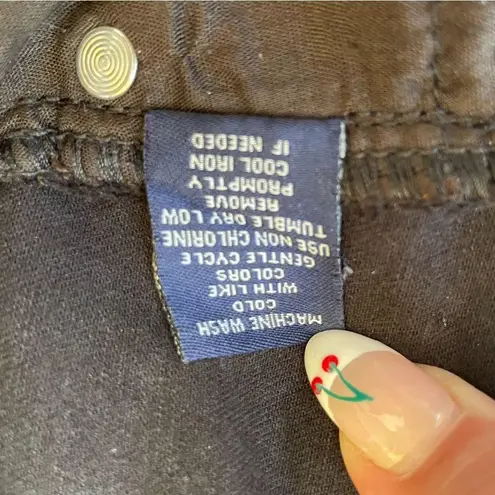 MACHINE WASH
COLD
WITH LIKE
COLORS
GENTLE CYCLE
USE NON CHLORINE
TUMBLE DRY LOW
REMOVE
PROMPTLY
COOL IRON
IF NEEDED